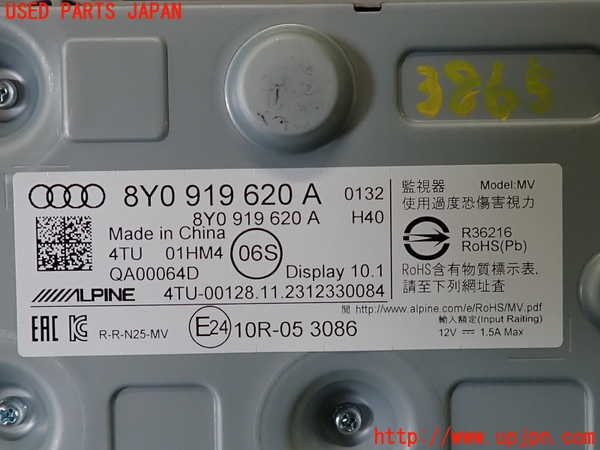 USED PARTS JAPAN
3865
8Y0 919 620 A 0132
8Y0 919 620 A H40
Made in China
4TU 01HM4 06S
QA00064D Display 10.1
ALPINE 4TU-00128.11.2312330084
EAC R-R-N25-MV E24 10R-05 3086
監視器 Model:MV
使用過度恐傷害視力
R36216
RoHS(Pb)
RoHS含有物質標示表,
請至下列網址查
閱 http://www.alpine.com/e/RoHS/MV.pdf
輸入額定(Input Raiting)
12V ⎓ 1.5A Max
http://www.upjpn.com/